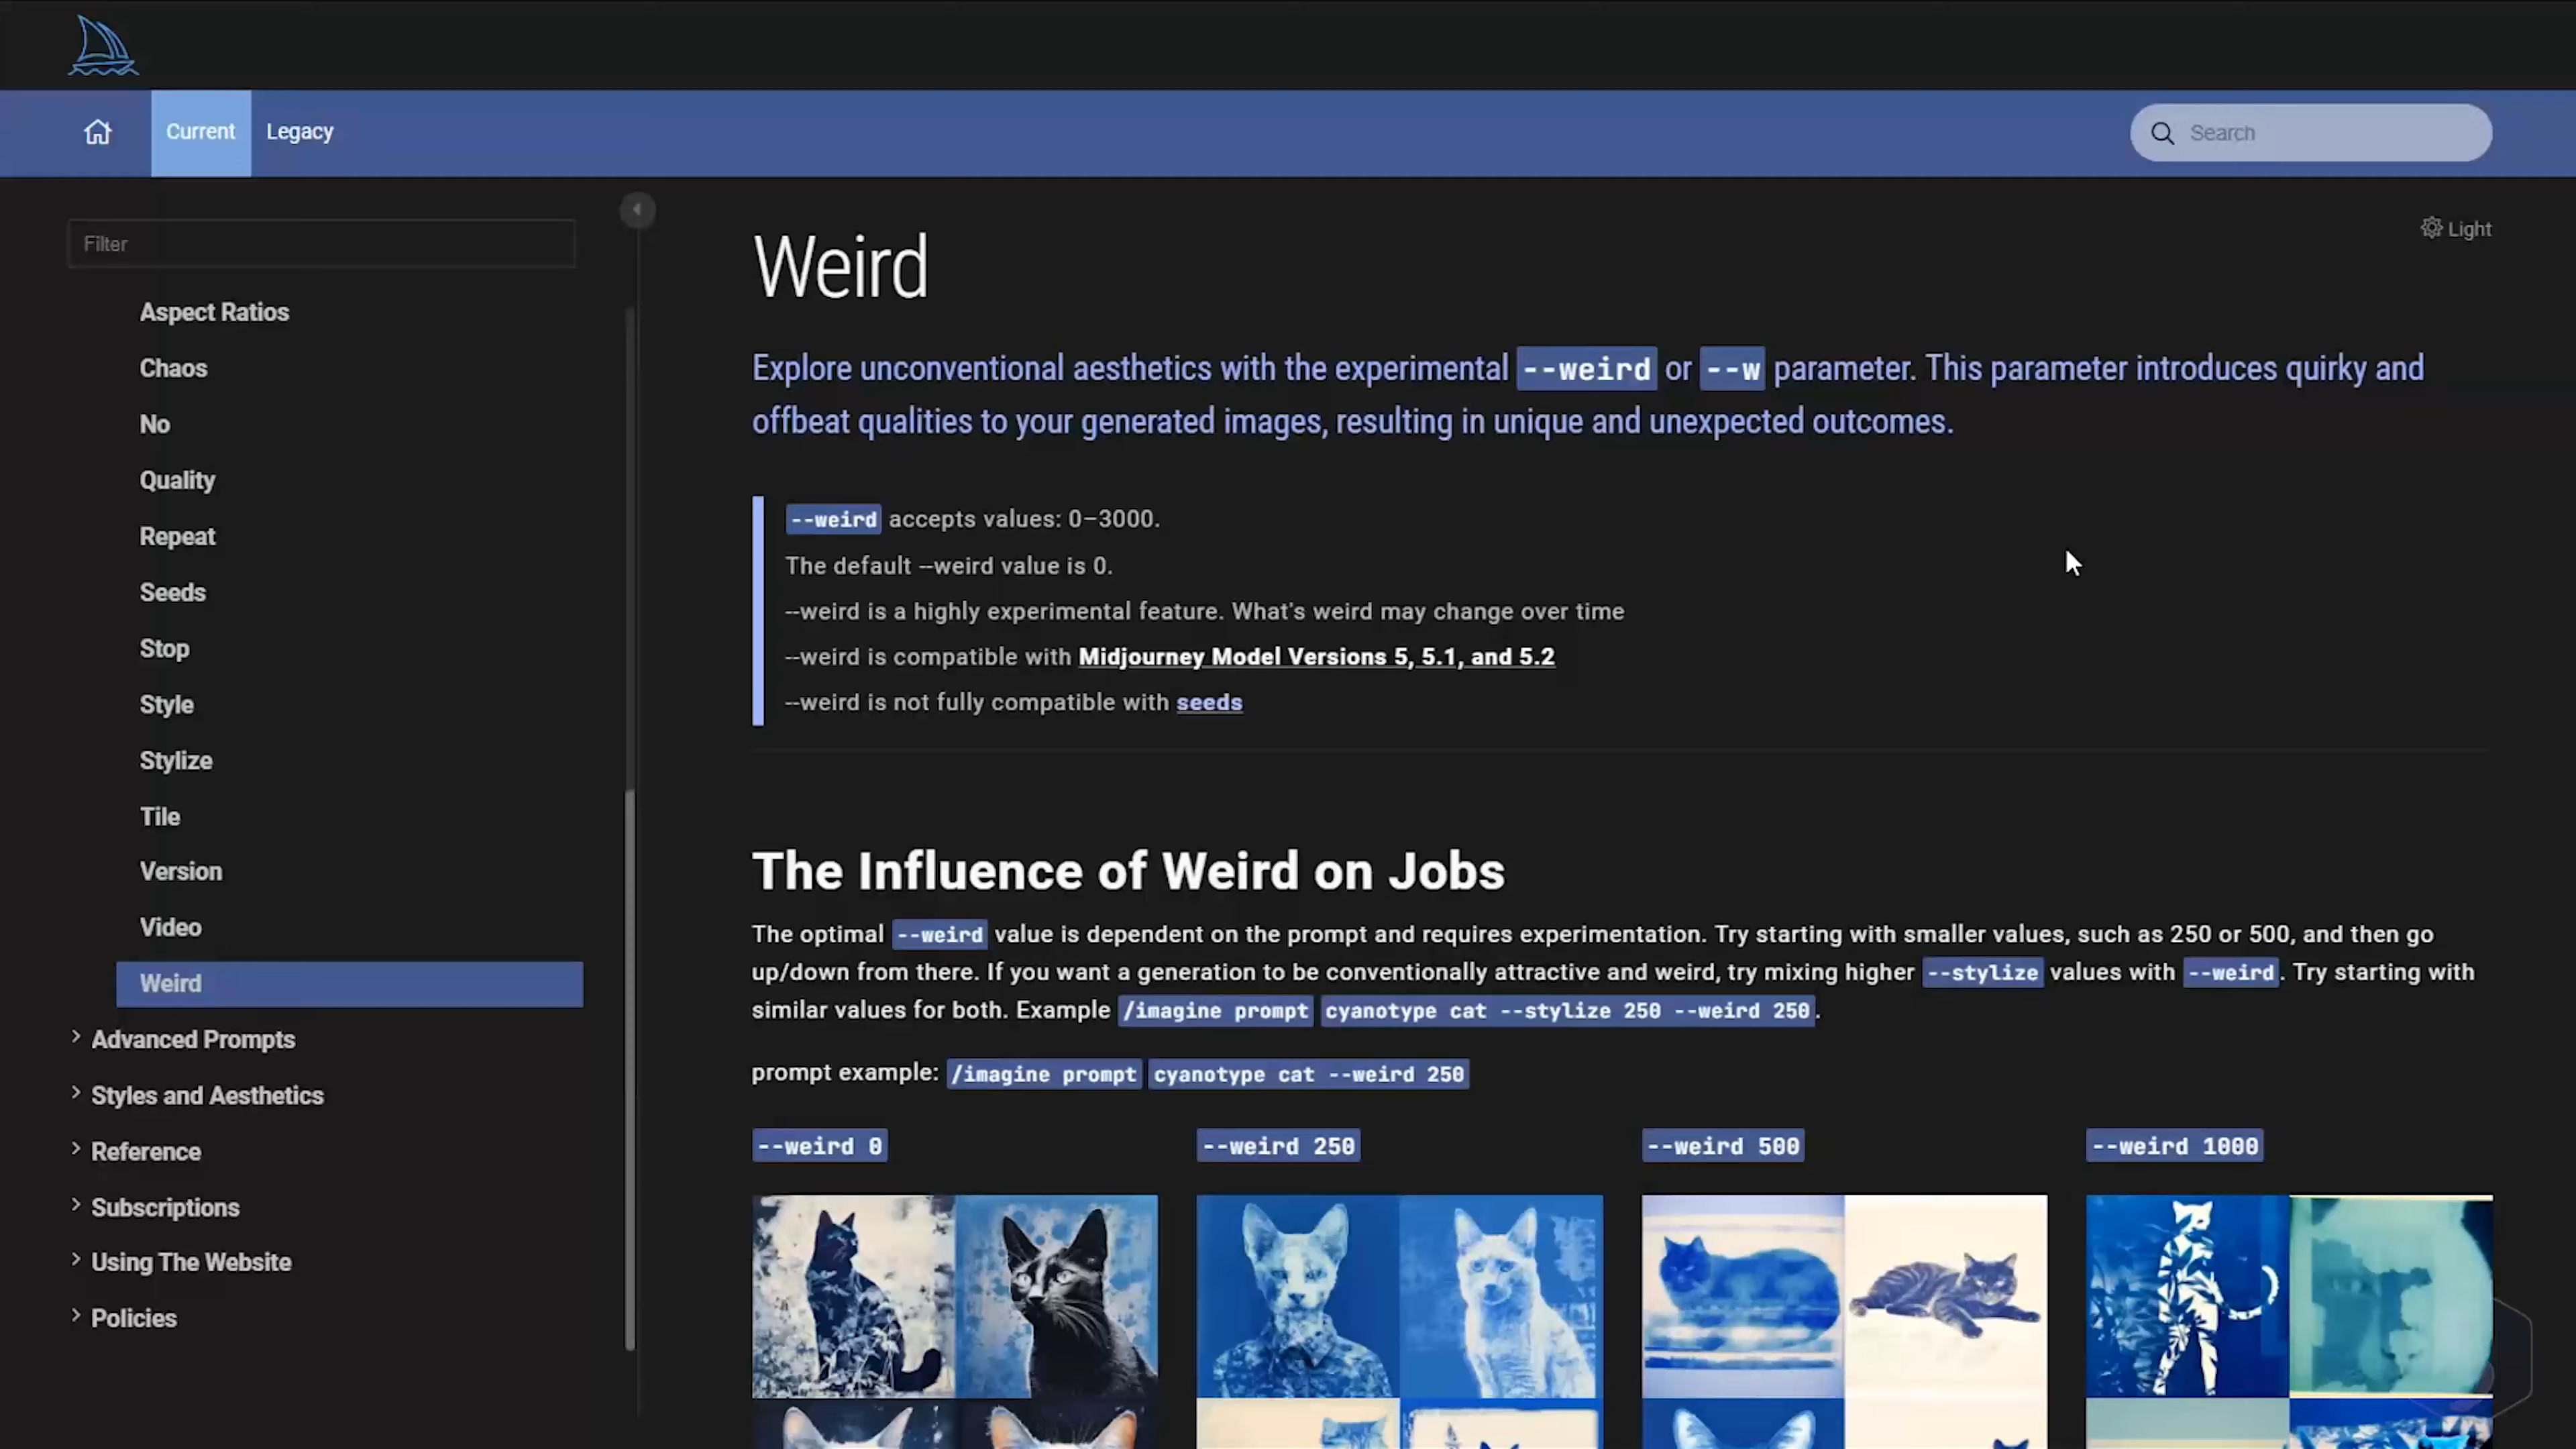 Current
Legacy
Search
Filter
Aspect Ratios
Chaos
No
Quality
Repeat
Seeds
Stop
Style
Stylize
Tile
Version
Video
Weird
Advanced Prompts
Styles and Aesthetics
Reference
Subscriptions
Using The Website
Policies
Light
Weird
Explore unconventional aesthetics with the experimental --weird or --w parameter. This parameter introduces quirky and
offbeat qualities to your generated images, resulting in unique and unexpected outcomes.
--weird accepts values: 0–3000.
The default --weird value is 0.
--weird is a highly experimental feature. What's weird may change over time
--weird is compatible with Midjourney Model Versions 5, 5.1, and 5.2
--weird is not fully compatible with seeds
The Influence of Weird on Jobs
The optimal --weird value is dependent on the prompt and requires experimentation. Try starting with smaller values, such as 250 or 500, and then go
up/down from there. If you want a generation to be conventionally attractive and weird, try mixing higher --stylize values with --weird. Try starting with
similar values for both. Example /imagine prompt cyanotype cat --stylize 250 --weird 250.
prompt example: /imagine prompt cyanotype cat --weird 250
--weird 0
--weird 250
--weird 500
--weird 1000